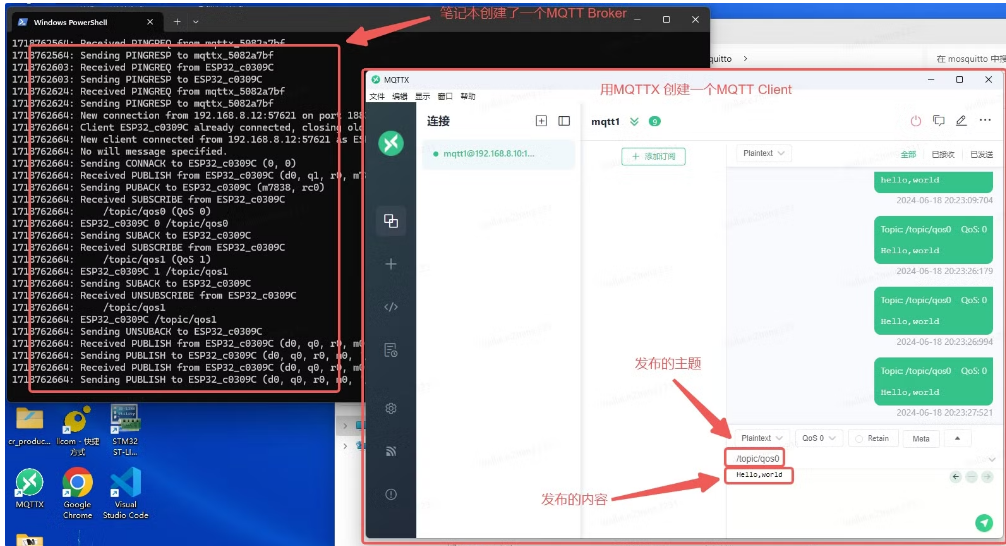 笔记本创建了一个MQTT Broker
Windows PowerShell
1718762564: Received PINGREQ from mqttx_5082a7bf
1718762564: Sending PINGRESP to mqttx_5082a7bf
1718762603: Received PINGREQ from ESP32_c0309C
1718762603: Sending PINGRESP to ESP32_c0309C
1718762624: Received PINGREQ from mqttx_5082a7bf
1718762624: Sending PINGRESP to mqttx_5082a7bf
1718762664: New connection from 192.168.8.12:57621 on port 188
1718762664: Client ESP32_c0309C already connected, closing old
1718762664: New client connected from 192.168.8.12:57621 as ES
1718762664: No will message specified.
1718762664: Sending CONNACK to ESP32_c0309C (0, 0)
1718762664: Received PUBLISH from ESP32_c0309C (d0, q1, r0, m7
1718762664: Sending PUBACK to ESP32_c0309C (m7838, rc0)
1718762664: Received SUBSCRIBE from ESP32_c0309C
1718762664: /topic/qos0 (QoS 0)
1718762664: ESP32_c0309C 0 /topic/qos0
1718762664: Sending SUBACK to ESP32_c0309C
1718762664: Received SUBSCRIBE from ESP32_c0309C
1718762664: /topic/qos1 (QoS 1)
1718762664: ESP32_c0309C 1 /topic/qos1
1718762664: Sending SUBACK to ESP32_c0309C
1718762664: Received UNSUBSCRIBE from ESP32_c0309C
1718762664: /topic/qos1
1718762664: ESP32_c0309C /topic/qos1
1718762664: Sending UNSUBACK to ESP32_c0309C
1718762664: Received PUBLISH from ESP32_c0309C (d0, q0, r0, m0
1718762664: Sending PUBLISH to ESP32_c0309C (d0, q0, r0, m0,
1718762664: Received PUBLISH from ESP32_c0309C (d0, q0, r0, m0
1718762664: Sending PUBLISH to ESP32_c0309C (d0, q0, r0, m0,
quitto
在 mosquitto 中
MQTTX
用MQTTX 创建一个MQTT Client
文件 编辑 显示 窗口 帮助
连接
mqtt1@192.168.8.10:1...
mqtt1
添加订阅
Plaintext
全部 已接收 已发送
hello,world
2024-06-18 20:23:09:704
Topic: /topic/qos0 QoS: 0
Hello,world
2024-06-18 20:23:26:179
Topic: /topic/qos0 QoS: 0
Hello,world
2024-06-18 20:23:26:994
Topic: /topic/qos0 QoS: 0
Hello,world
2024-06-18 20:23:27:521
发布的主题
Plaintext QoS 0 Retain Meta
/topic/qos0
Hello,world
发布的内容
cr_produc...
llcom - 快捷方式
STM32 ST-LI...
MQTTX
Google Chrome
Visual Studio Code